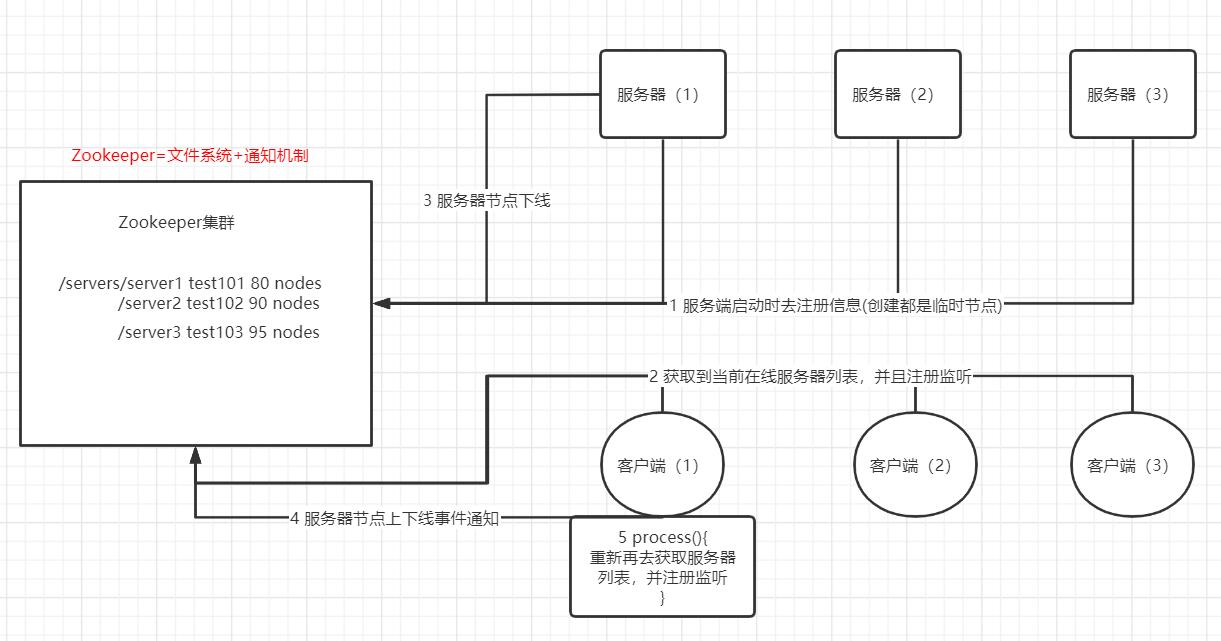 服务器（1）
服务器（2）
服务器（3）
Zookeeper=文件系统+通知机制
3 服务器节点下线
Zookeeper集群
/servers/server1 test101 80 nodes
/server2 test102 90 nodes
/server3 test103 95 nodes
1 服务端启动时去注册信息(创建都是临时节点)
2 获取到当前在线服务器列表，并且注册监听
客户端（1）
客户端（2）
客户端（3）
4 服务器节点上下线事件通知
5 process(){
重新再去获取服务器
列表，并注册监听
}